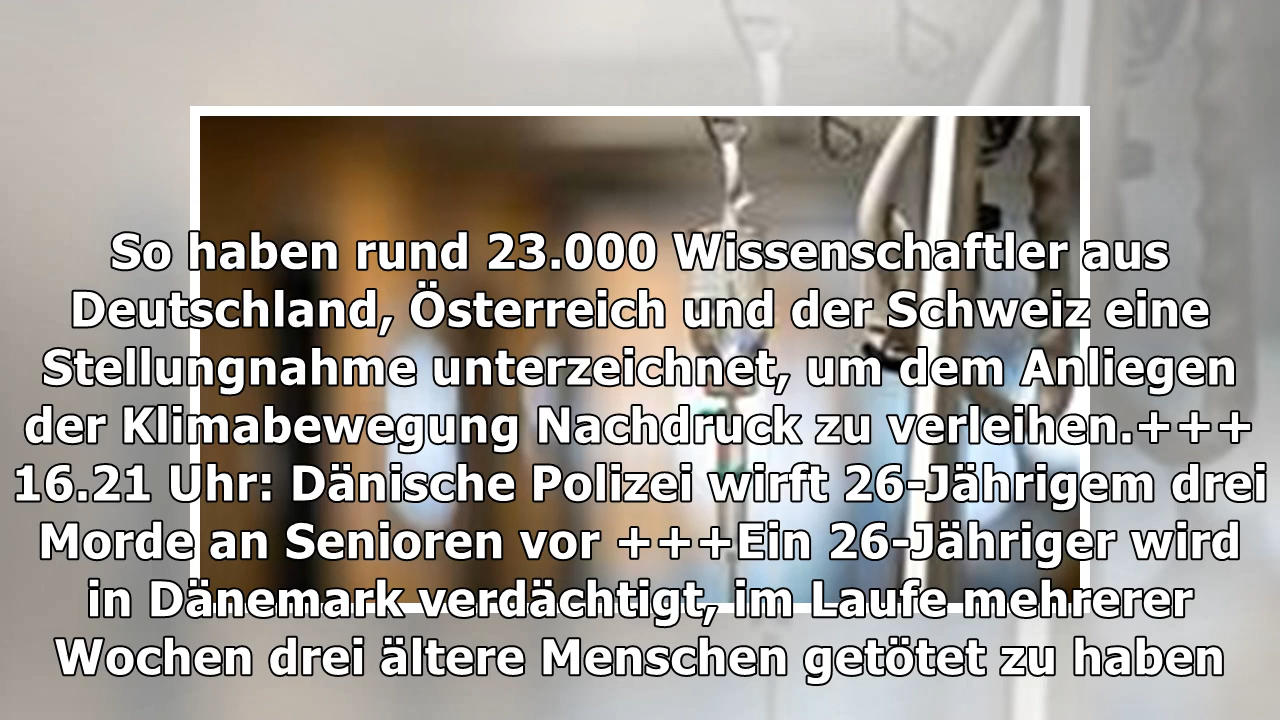 So haben rund 23.000 Wissenschaftler aus
Deutschland, Österreich und der Schweiz eine
Stellungnahme unterzeichnet, um dem Anliegen
der Klimabewegung Nachdruck zu verleihen.+++
16.21 Uhr: Dänische Polizei wirft 26-Jährigem drei
Morde an Senioren vor +++Ein 26-Jähriger wird
in Dänemark verdächtigt, im Laufe mehrerer
Wochen drei ältere Menschen getötet zu haben